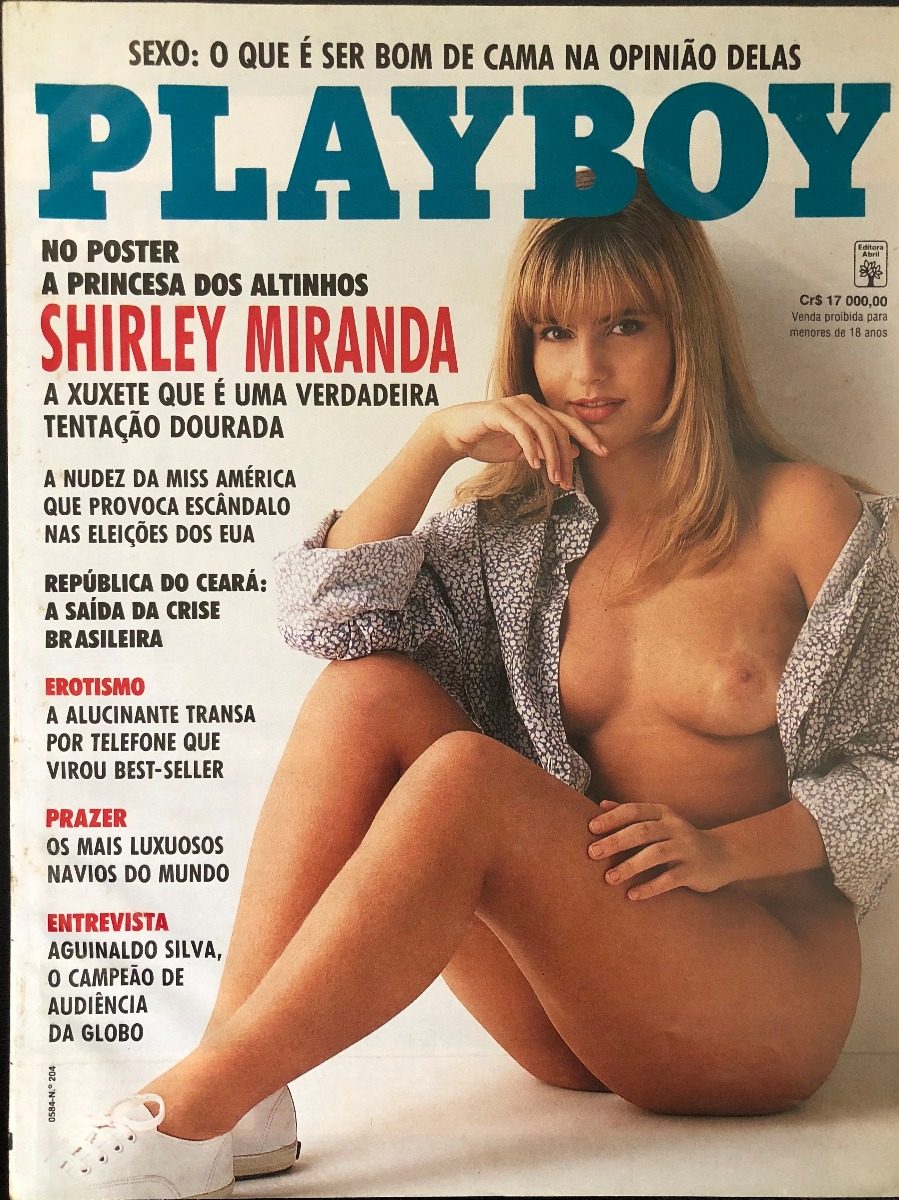 SEXO: O QUE É SER BOM DE CAMA NA OPINIÃO DELAS
PLAYBOY
NO POSTER
A PRINCESA DOS ALTINHOS
SHIRLEY MIRANDA
A XUXETE QUE É UMA VERDADEIRA
TENTAÇÃO DOURADA
A NUDEZ DA MISS AMÉRICA
QUE PROVOCA ESCÂNDALO
NAS ELEIÇÕES DOS EUA
REPÚBLICA DO CEARÁ:
A SAÍDA DA CRISE
BRASILEIRA
EROTISMO
A ALUCINANTE TRANSA
POR TELEFONE QUE
VIROU BEST-SELLER
PRAZER
OS MAIS LUXUOSOS
NAVIOS DO MUNDO
ENTREVISTA
AGUINALDO SILVA,
O CAMPEÃO DE
AUDIÊNCIA
DA GLOBO
0584-N.º 204
Editora
Abril
Cr$ 17 000,00
Venda proibida para
menores de 18 anos